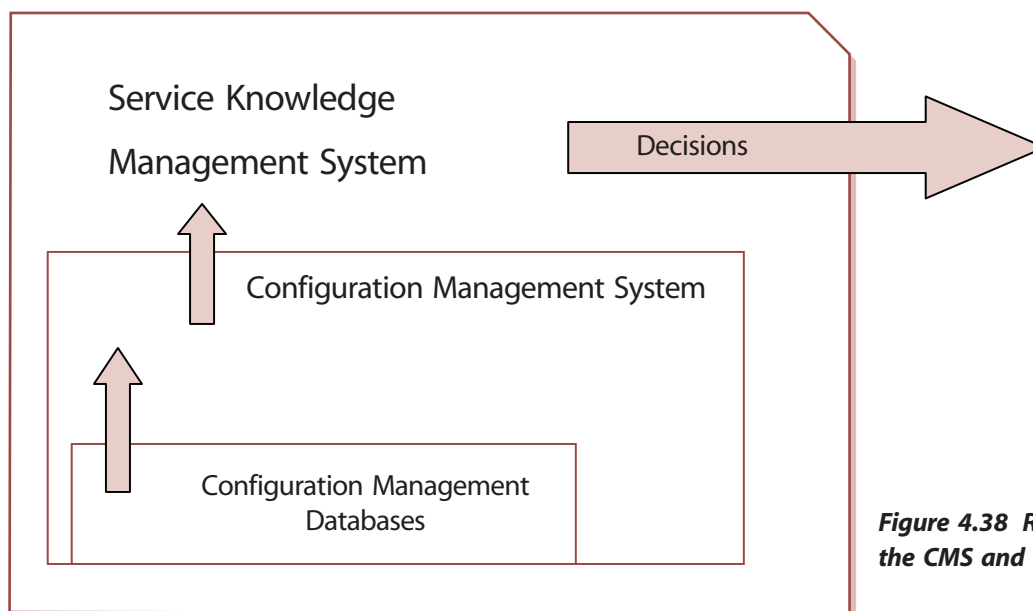 Service Knowledge
Management System
Decisions
Configuration Management System
Configuration Management
Databases
Figure 4.38
the CMS and